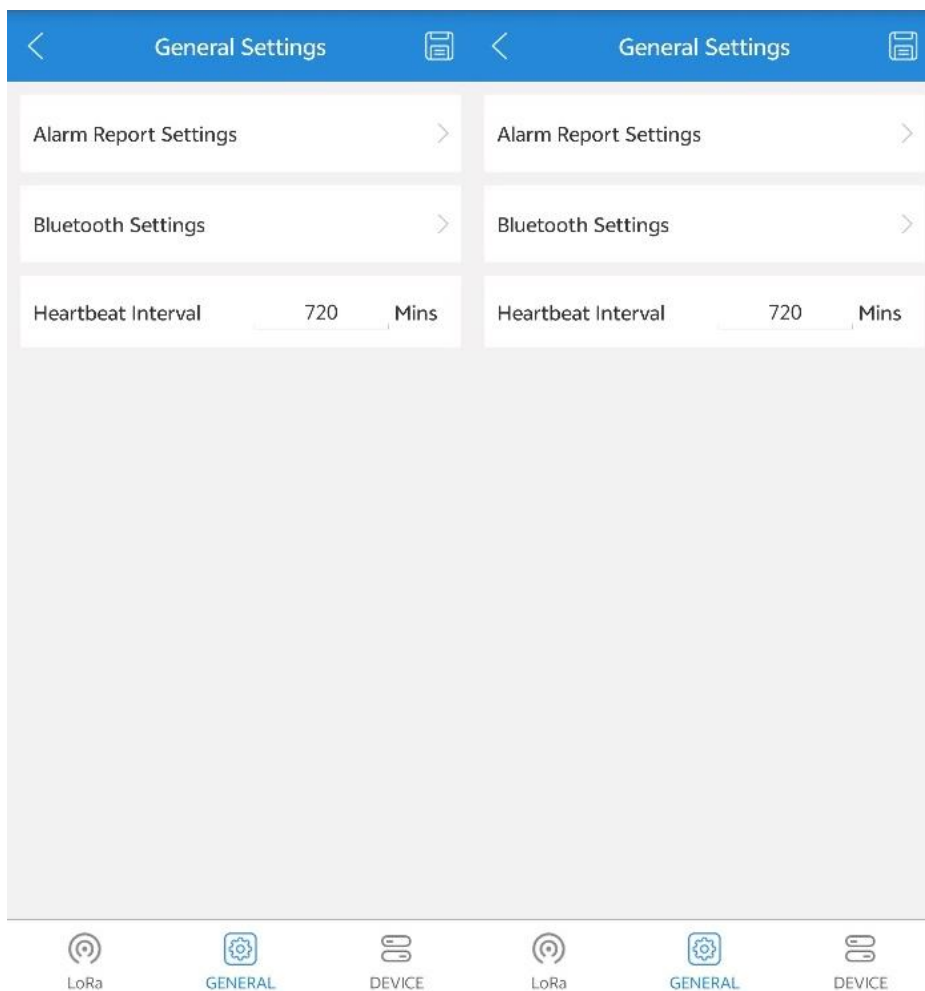 General Settings
Alarm Report Settings
Bluetooth Settings
Heartbeat Interval 720 Mins
LoRa GENERAL DEVICE
General Settings
Alarm Report Settings
Bluetooth Settings
Heartbeat Interval 720 Mins
LoRa GENERAL DEVICE